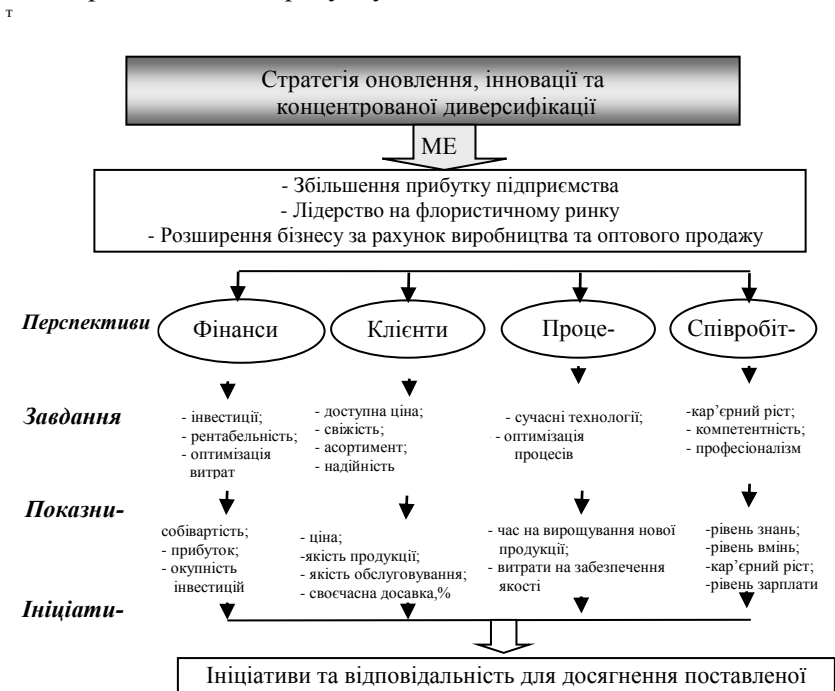 т
Стратегія оновлення, інновації та
концентрованої диверсифікації
МЕ
- Збільшення прибутку підприємства
- Лідерство на флористичному ринку
- Розширення бізнесу за рахунок виробництва та оптового продажу
Перспективи
Фінанси
Клієнти
Проце-
Співробіт-
Завдання
- інвестиції;
- рентабельність;
- оптимізація
витрат
- доступна ціна;
- свіжість;
- асортимент;
- надійність
- сучасні технології;
- оптимізація
процесів
-кар’єрний ріст;
- компетентність;
- професіоналізм
Показни-
собівартість;
- прибуток;
- окупність
інвестицій
- ціна;
-якість продукції;
- якість обслуговування;
- своєчасна досавка,%
- час на вирощування нової
продукції;
- витрати на забезпечення
якості
-рівень знань;
-рівень вмінь;
-кар’єрний ріст;
-рівень зарплати
Ініціати-
Ініціативи та відповідальність для досягнення поставленої